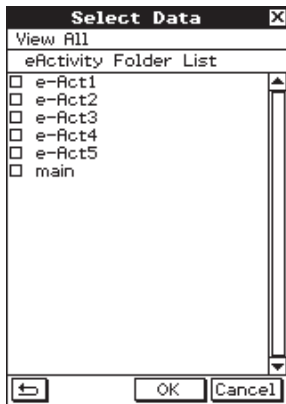 Select Data
View All
eActivity Folder List
e-Act1
e-Act2
e-Act3
e-Act4
e-Act5
main
OK Cancel